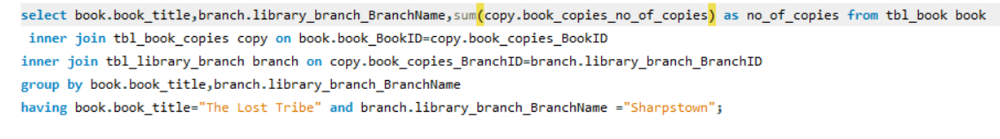 select book.book_title,branch.library_branch_BranchName,sum(copy.book_copies_no_of_copies) as no_of_copies from tbl_book book
inner join tbl_book_copies copy on book.book_BookID=copy.book_copies_BookID
inner join tbl_library_branch branch on copy.book_copies_BranchID=branch.library_branch_BranchID
group by book.book_title,branch.library_branch_BranchName
having book.book_title="The Lost Tribe" and branch.library_branch_BranchName ="Sharpstown";